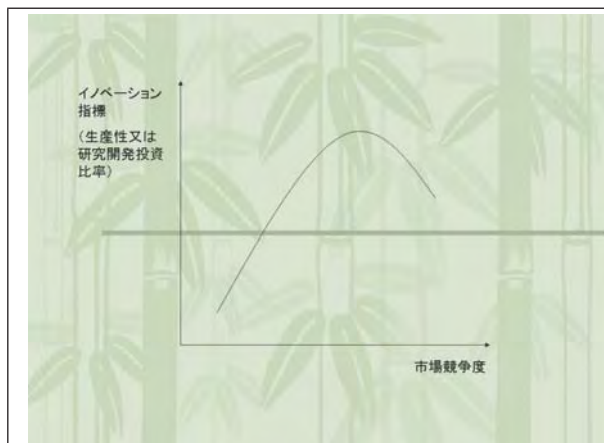 イノベーション
指標
（生産性又は
研究開発投資
比率）
市場競争度